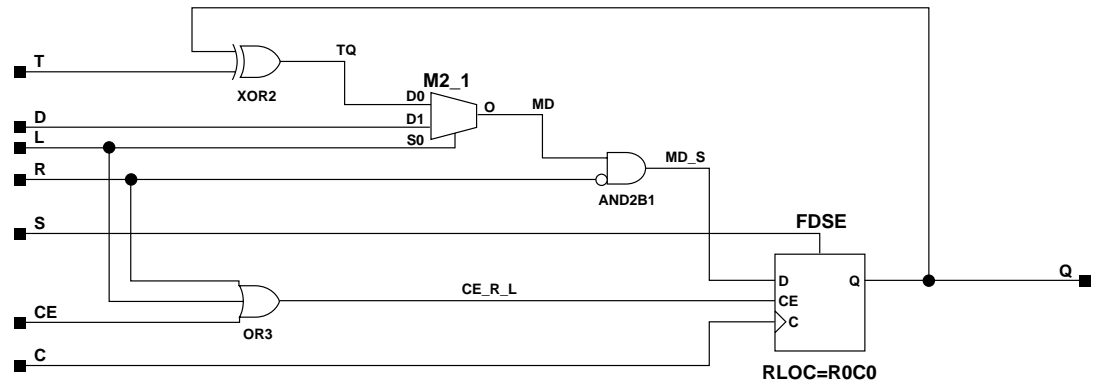 T
TQ
XOR2
M2_1
D0
O
MD
D
D1
L
S0
R
MD_S
AND2B1
S
FDSE
D
Q
Q
CE_R_L
CE
CE
OR3
C
C
RLOC=R0C0